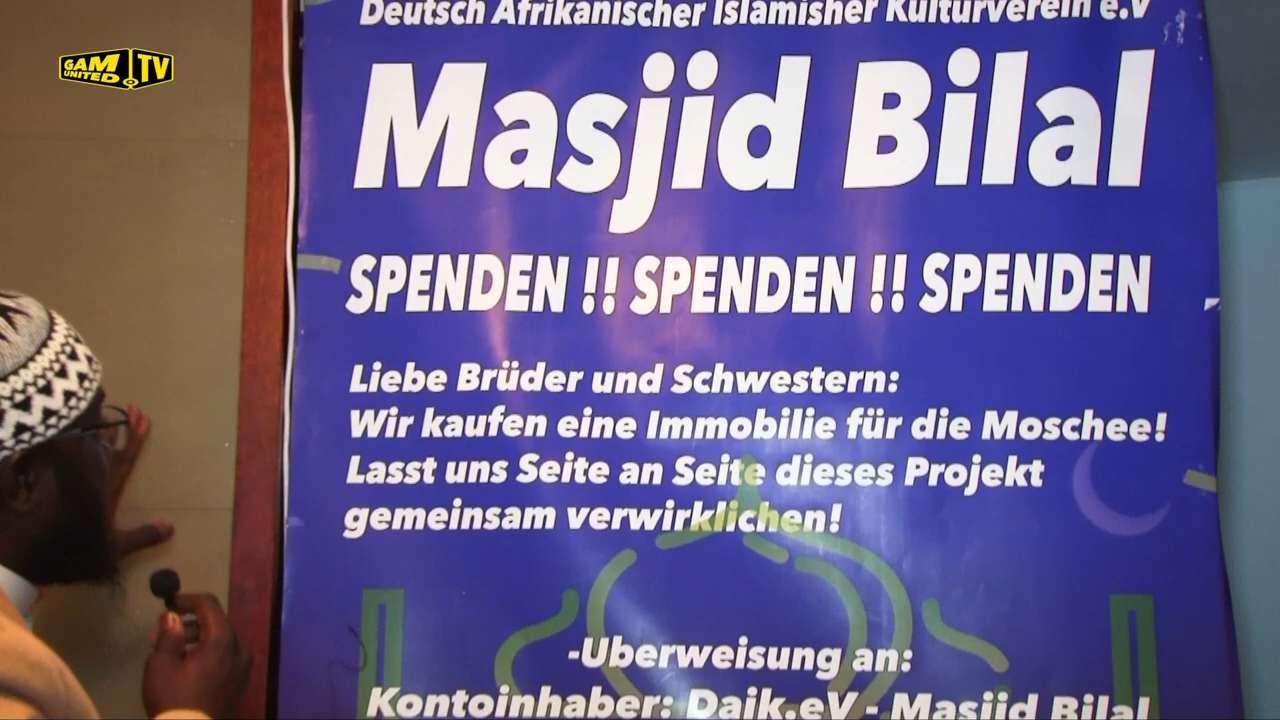 GAM UNITED TV
Deutsch Afrikanischer Islamisher Kulturverein e.V
Masjid Bilal
SPENDEN !! SPENDEN !! SPENDEN
Liebe Brüder und Schwestern:
Wir kaufen eine Immobilie für die Moschee!
Lasst uns Seite an Seite dieses Projekt
gemeinsam verwirklichen!
-Uberweisung an:
Kontoinhaber: Daik.eV - Masjid Bilal